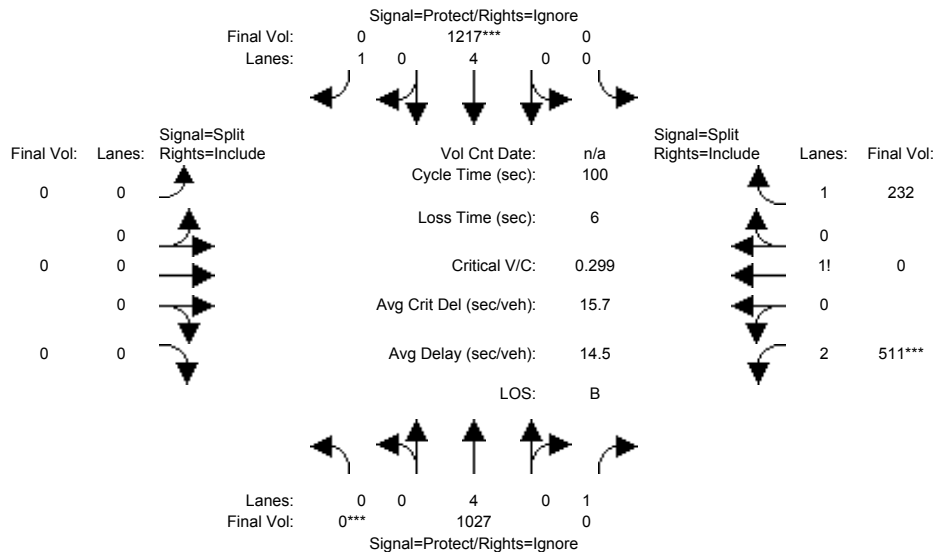 Signal=Protect/Rights=Ignore
Final Vol: 0 1217*** 0
Lanes: 1 0 4 0 0
Signal=Split Signal=Split
Final Vol: Lanes: Rights=Include Vol Cnt Date: n/a Rights=Include Lanes: Final Vol:
Cycle Time (sec): 100
0 0 1 232
Loss Time (sec): 6
0 0
0 0 Critical V/C: 0.299 1! 0
0 Avg Crit Del (sec/veh): 15.7 0
0 0 Avg Delay (sec/veh): 14.5 2 511***
LOS: B
Lanes: 0 0 4 0 1
Final Vol: 0*** 1027 0
Signal=Protect/Rights=Ignore